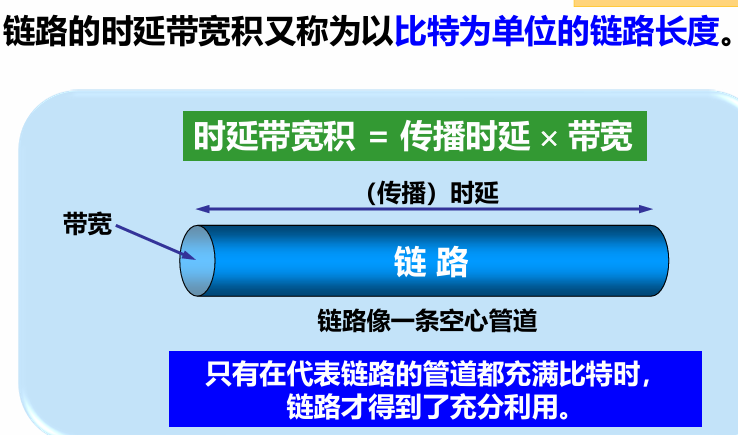 链路的时延带宽积又称为以比特为单位的链路长度。
时延带宽积 = 传播时延 × 带宽
（传播）时延
带宽
链 路
链路像一条空心管道
只有在代表链路的管道都充满比特时，
链路才得到了充分利用。